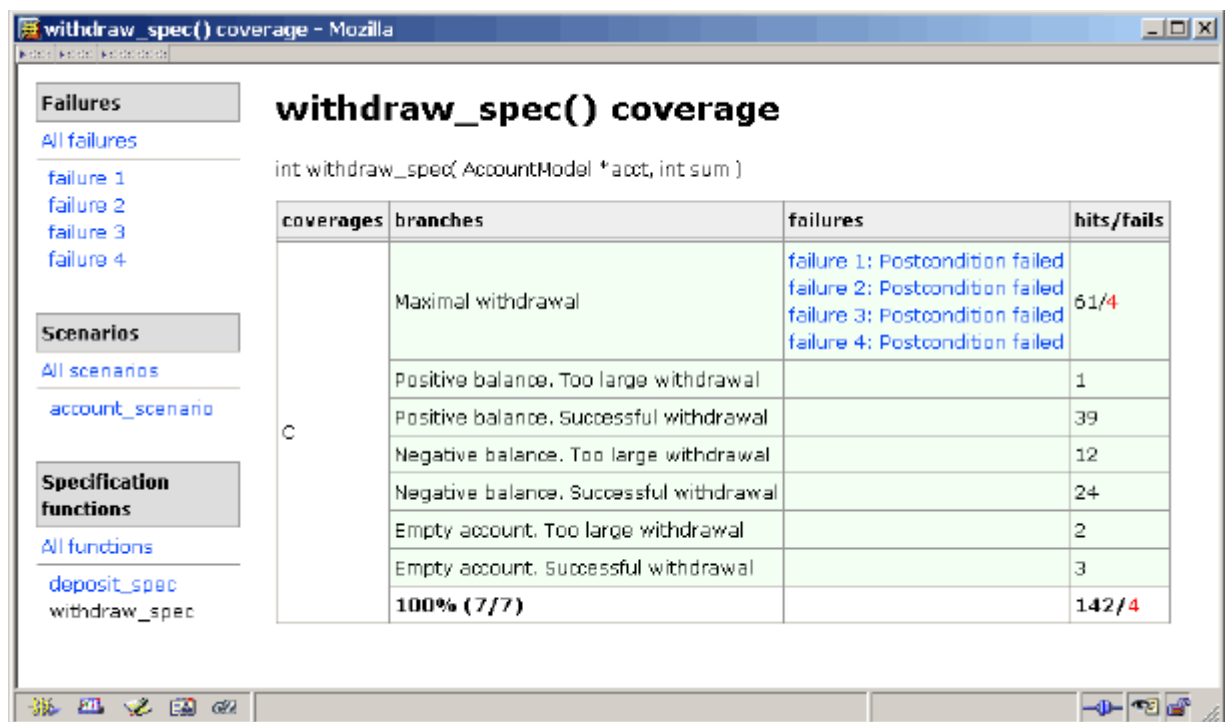 withdraw_spec() coverage - Mozilla
Failures
All failures
failure 1
failure 2
failure 3
failure 4
Scenarios
All scenarios
account_scenario
Specification
functions
All functions
deposit_spec
withdraw_spec
withdraw_spec() coverage
int withdraw_spec( AccountModel *acct, int sum )
coverages branches failures hits/fails
C
Maximal withdrawal
failure 1: Postcondition failed
failure 2: Postcondition failed
failure 3: Postcondition failed
failure 4: Postcondition failed
61/4
Positive balance. Too large withdrawal 1
Positive balance. Successful withdrawal 39
Negative balance. Too large withdrawal 12
Negative balance. Successful withdrawal 24
Empty account. Too large withdrawal 2
Empty account. Successful withdrawal 3
100% (7/7) 142/4